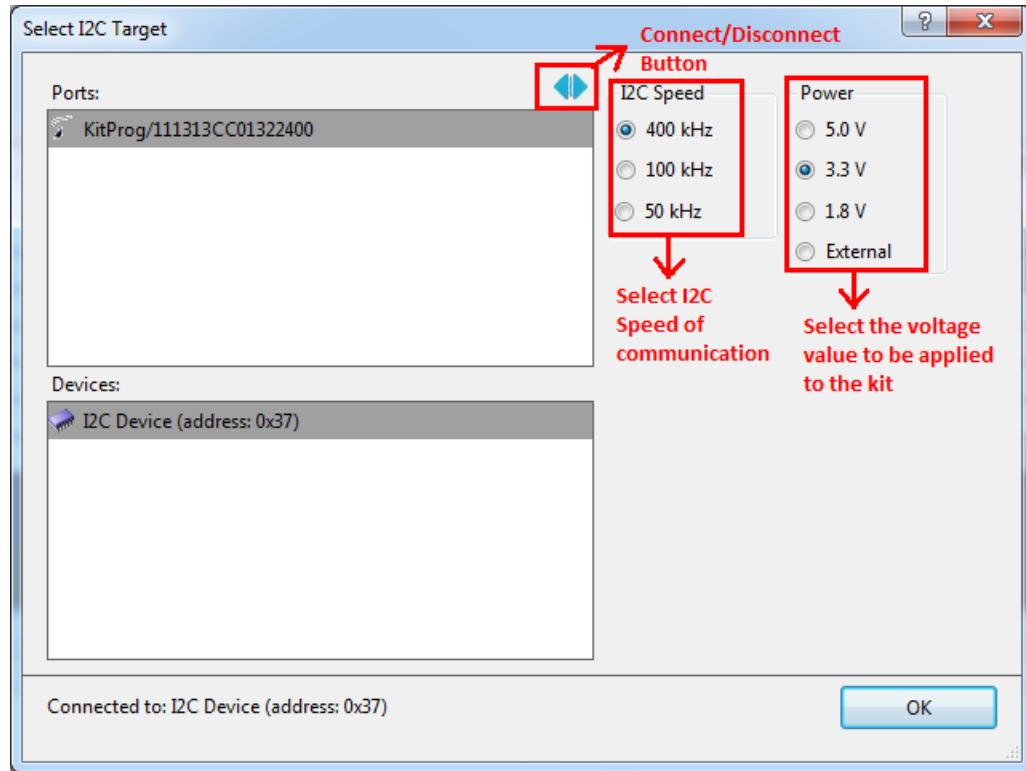 Select I2C Target
Connect/Disconnect
Button
Ports:
KitProg/111313CC01322400
I2C Speed
400 kHz
100 kHz
50 kHz
Power
5.0 V
3.3 V
1.8 V
External
Select I2C
Speed of
communication
Select the voltage
value to be applied
to the kit
Devices:
I2C Device (address: 0x37)
Connected to: I2C Device (address: 0x37)
OK